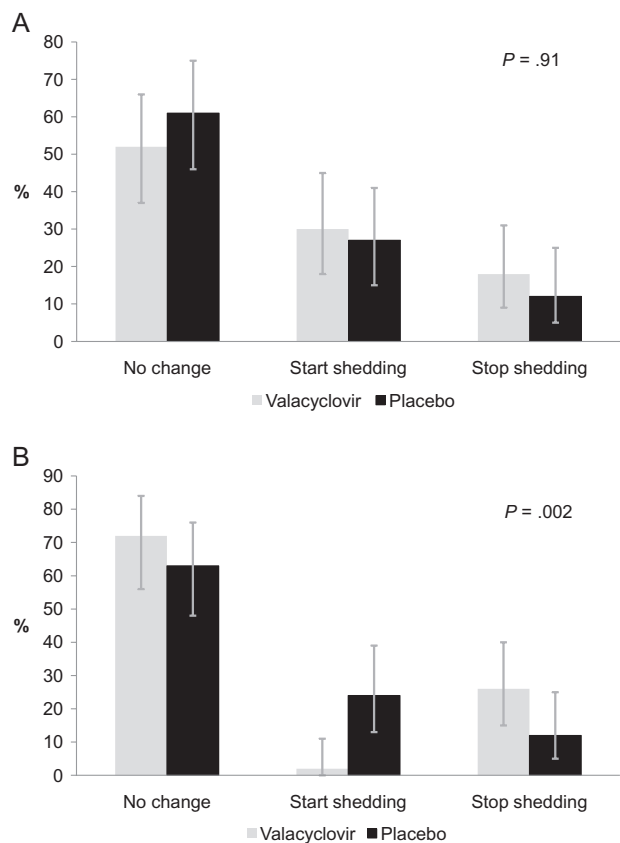 A
80
70
60
50
40
30
20
10
0
%
P = .91
No change Start shedding Stop shedding
Valacyclovir Placebo
B
90
80
70
60
50
40
30
20
10
0
%
P = .002
No change Start shedding Stop shedding
Valacyclovir Placebo